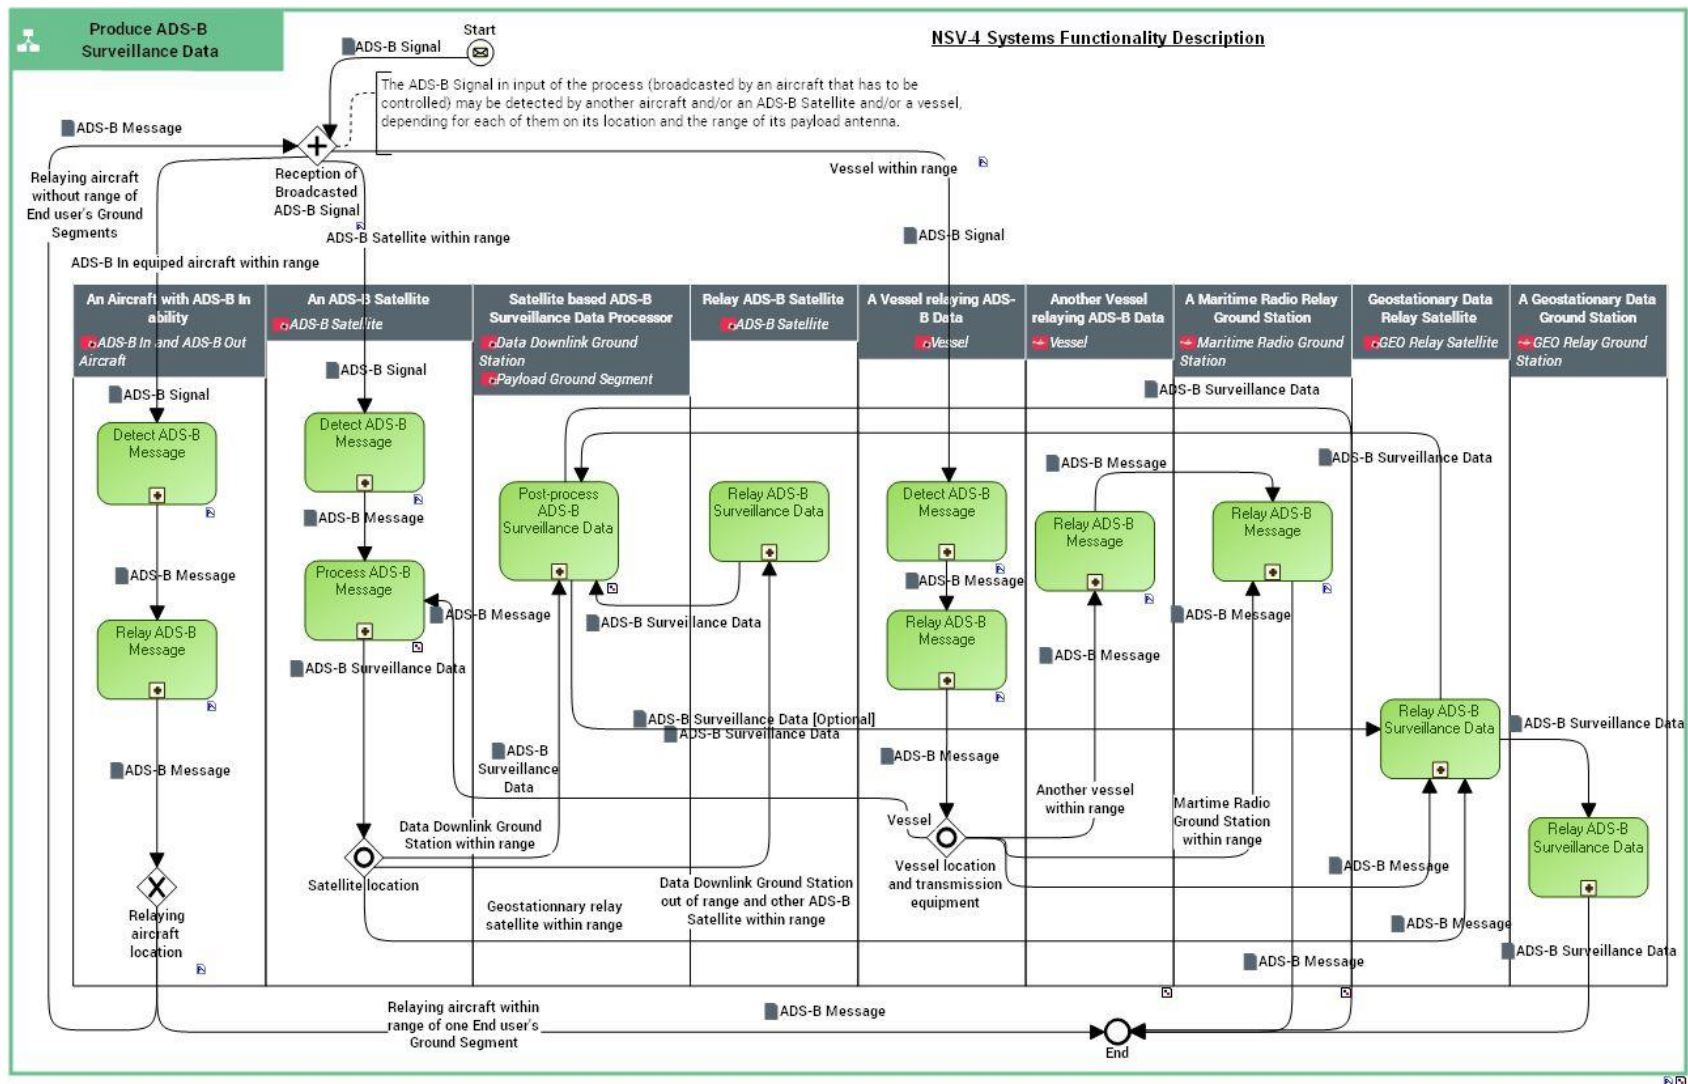 Produce ADS-B
Surveillance Data
Start
ADS-B Signal
NSV-4 Systems Functionality Description
The ADS-B Signal in input of the process (broadcasted by an aircraft that has to be
controlled) may be detected by another aircraft and/or an ADS-B Satellite and/or a vessel,
depending for each of them on its location and the range of its payload antenna.
ADS-B Message
Relaying aircraft
without range of
End user's Ground
Segments
Reception of
Broadcasted
ADS-B Signal
Vessel within range
ADS-B Signal
ADS-B Satellite within range
ADS-B In equiped aircraft within range
An Aircraft with ADS-B In
ability
ADS-B In and ADS-B Out
Aircraft
An ADS-B Satellite
ADS-B Satellite
Satellite based ADS-B
Surveillance Data Processor
Data Downlink Ground
Station
Payload Ground Segment
Relay ADS-B Satellite
ADS-B Satellite
A Vessel relaying ADS-
B Data
Vessel
Another Vessel
relaying ADS-B Data
Vessel
A Maritime Radio Relay
Ground Station
Maritime Radio Ground
Station
Geostationary Data
Relay Satellite
GEO Relay Satellite
A Geostationary Data
Ground Station
GEO Relay Ground
Station
ADS-B Signal
ADS-B Signal
ADS-B Surveillance Data
Detect ADS-B
Message
Detect ADS-B
Message
ADS-B Message
ADS-B Surveillance Data
Post-process
ADS-B
Surveillance Data
Relay ADS-B
Surveillance Data
Detect ADS-B
Message
Relay ADS-B
Message
Relay ADS-B
Message
ADS-B Message
ADS-B Message
Process ADS-B
Message
ADS-B Message
ADS-B Message
ADS-B Surveillance Data
Relay ADS-B
Message
ADS-B Message
Relay ADS-B
Message
ADS-B Message
ADS-B Surveillance Data
ADS-B Surveillance Data [Optional]
ADS-B Surveillance Data
Relay ADS-B
Surveillance Data
ADS-B Surveillance Data
ADS-B Message
ADS-B
Surveillance
Data
ADS-B Message
Another vessel
within range
Martime Radio
Ground Station
within range
Data Downlink Ground
Station within range
Vessel
Relay ADS-B
Surveillance Data
Satellite location
Vessel location
and transmission
equipment
ADS-B Message
Data Downlink Ground Station
out of range and other ADS-B
Satellite within range
Geostationnary relay
satellite within range
Relaying
aircraft
location
ADS-B Message
ADS-B Surveillance Data
ADS-B Message
Relaying aircraft within
range of one End user's
Ground Segment
ADS-B Message
End